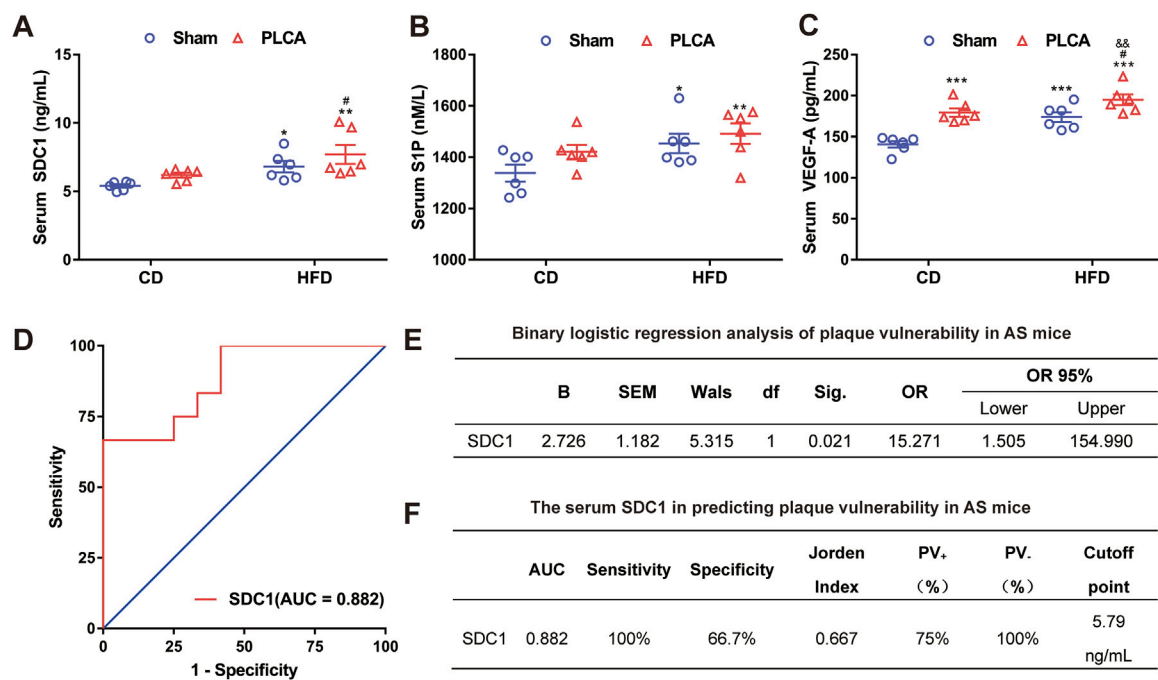 A
Sham PLCA
Serum SDC1 (ng/mL)
15
10
5
0
*
#
**
CD HFD
B
Sham PLCA
Serum S1P (nM/L)
1800
1600
1400
1200
1000
*
**
CD HFD
C
Sham PLCA
Serum VEGF-A (pg/mL)
250
200
150
100
50
0
***
***
&&
#
***
CD HFD
D
Sensitivity
100
75
50
25
0
SDC1(AUC = 0.882)
0 25 50 75 100
1 - Specificity
E
Binary logistic regression analysis of plaque vulnerability in AS mice
OR 95%
B SEM Wals df Sig. OR
Lower Upper
SDC1 2.726 1.182 5.315 1 0.021 15.271 1.505 154.990
F
The serum SDC1 in predicting plaque vulnerability in AS mice
Jorden PV+ PV- Cutoff
AUC Sensitivity Specificity
Index (%) (%) point
5.79
SDC1 0.882 100% 66.7% 0.667 75% 100%
ng/mL